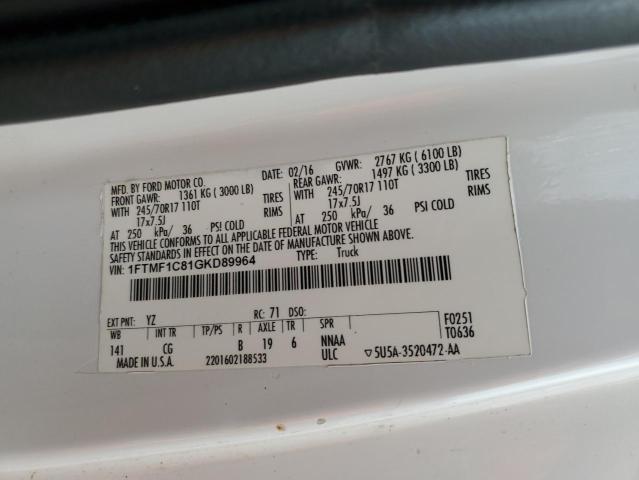 MFD. BY FORD MOTOR CO. DATE: 02/16 GVWR: 2767 KG ( 6100 LB)
FRONT GAWR: 1361 KG ( 3000 LB) REAR GAWR: 1497 KG ( 3300 LB)
WITH 245/70R17 110T TIRES WITH 245/70R17 110T TIRES
17x7.5J RIMS 17x7.5J RIMS
AT 250 kPa/ 36 PSI COLD AT 250 kPa/ 36 PSI COLD
THIS VEHICLE CONFORMS TO ALL APPLICABLE FEDERAL MOTOR VEHICLE
SAFETY STANDARDS IN EFFECT ON THE DATE OF MANUFACTURE SHOWN ABOVE.
VIN: 1FTMF1C81GKD89964 TYPE: Truck
EXT PNT: YZ RC: 71 DSO: F0251
WB INT TR TP/PS R AXLE TR SPR T0636
141 CG B 19 6 NNAA
MADE IN U.S.A. 2201602188533 ULC ▽5U5A-3520472-AA